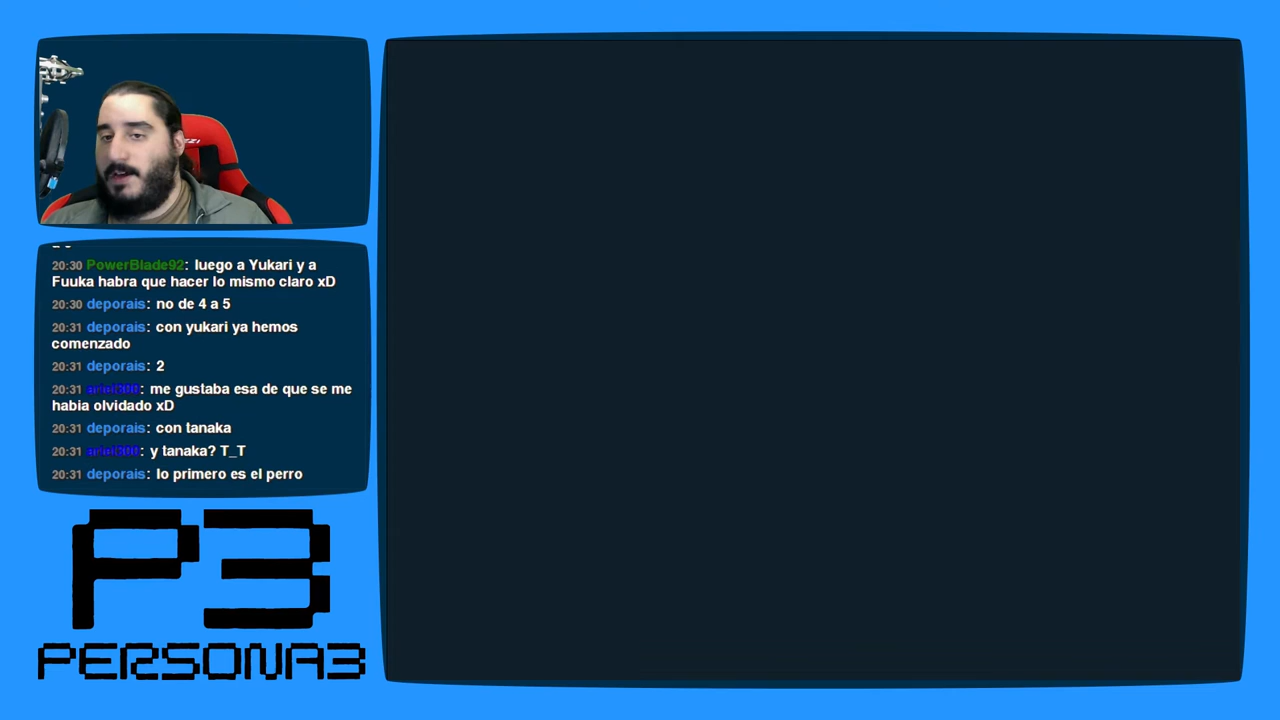 20:30 PowerBlade92: luego a Yukari y a
Fuuka habra que hacer lo mismo claro xD
20:30 deporais: no de 4 a 5
20:31 deporais: con yukari ya hemos
comenzado
20:31 deporais: 2
20:31 ariel300: me gustaba esa de que se me
habia olvidado xD
20:31 deporais: con tanaka
20:31 ariel300: y tanaka? T_T
20:31 deporais: lo primero es el perro
P3
PERSONA3